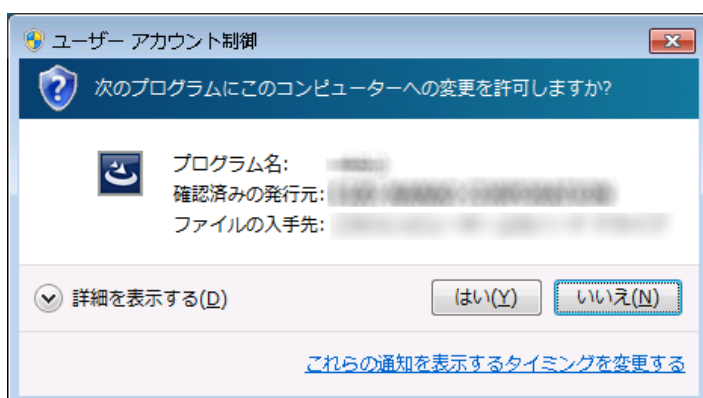 ユーザー アカウント制御
次のプログラムにこのコンピューターへの変更を許可しますか?
プログラム名:
確認済みの発行元:
ファイルの入手先:
詳細を表示する(D)
はい(Y)
いいえ(N)
これらの通知を表示するタイミングを変更する